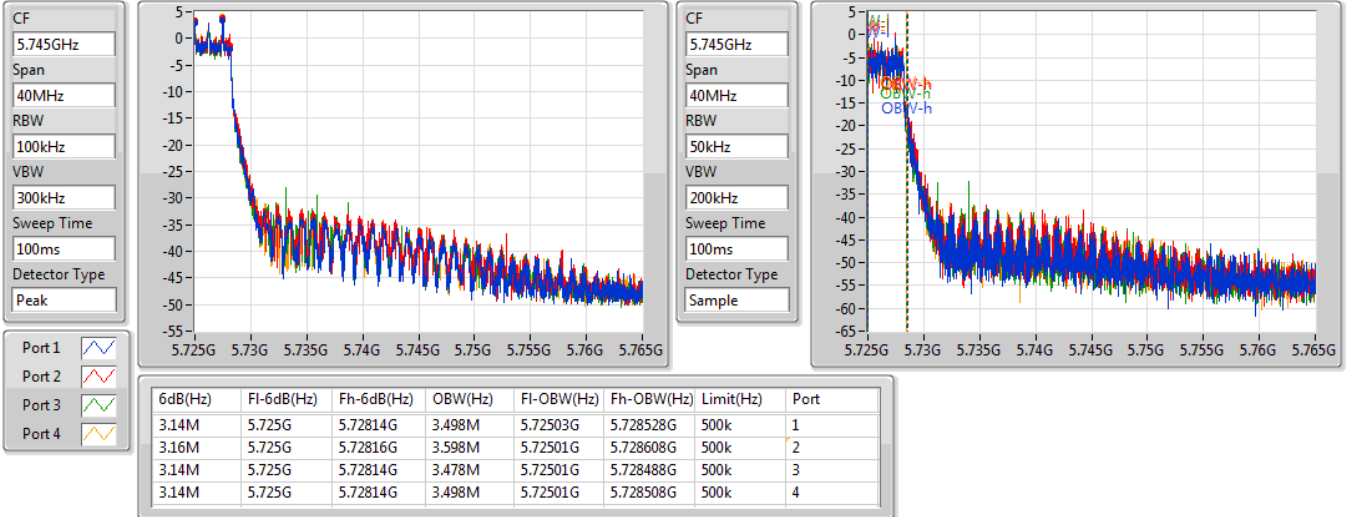 CF
5.745GHz
Span
40MHz
RBW
100kHz
VBW
300kHz
Sweep Time
100ms
Detector Type
Peak
5
0
-5
-10
-15
-20
-25
-30
-35
-40
-45
-50
-55
5.725G 5.73G 5.735G 5.74G 5.745G 5.75G 5.755G 5.76G 5.765G
CF
5.745GHz
Span
40MHz
RBW
50kHz
VBW
200kHz
Sweep Time
100ms
Detector Type
Sample
5
0
-5
-10
-15
-20
-25
-30
-35
-40
-45
-50
-55
-60
-65
OBW-h
OBW-h
OBW-h
5.725G 5.73G 5.735G 5.74G 5.745G 5.75G 5.755G 5.76G 5.765G
Port 1
Port 2
Port 3
Port 4
6dB(Hz) Fl-6dB(Hz) Fh-6dB(Hz) OBW(Hz) Fl-OBW(Hz) Fh-OBW(Hz) Limit(Hz) Port
3.14M 5.725G 5.72814G 3.498M 5.72503G 5.728528G 500k 1
3.16M 5.725G 5.72816G 3.598M 5.72501G 5.728608G 500k 2
3.14M 5.725G 5.72814G 3.478M 5.72501G 5.728488G 500k 3
3.14M 5.725G 5.72814G 3.498M 5.72501G 5.728508G 500k 4